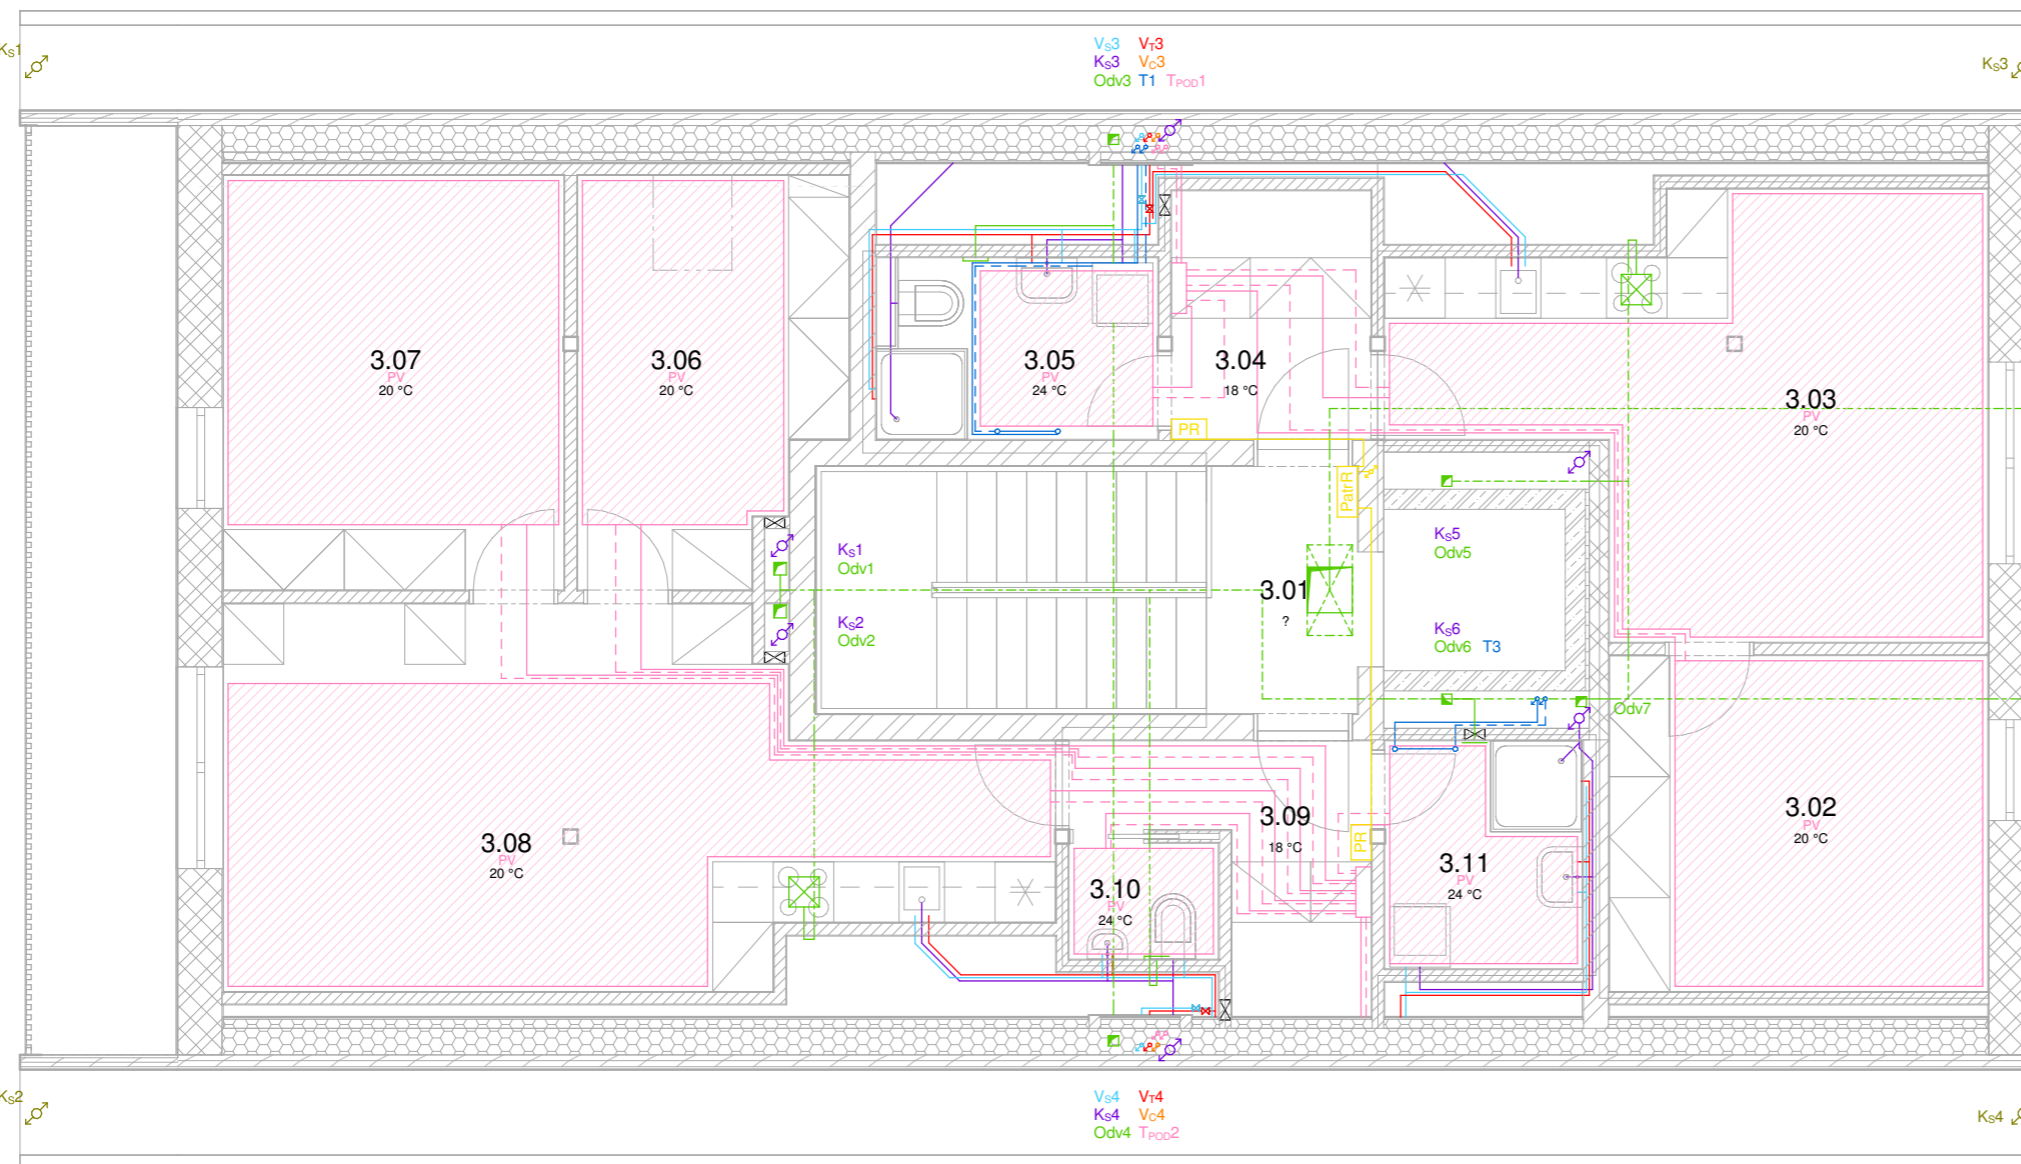 Ks1
Vs3 VT3
Ks3 VC3
Odv3 T1 TPOD1
Ks3
3.07
PV
20 °C
3.06
PV
20 °C
3.05
PV
24 °C
3.04
18 °C
3.03
PV
20 °C
PR
PatrR
Ks1
Odv1
Ks2
Odv2
3.01
?
Ks5
Odv5
Ks6
Odv6 T3
Odv7
3.08
PV
20 °C
3.09
18 °C
PR
3.10
PV
24 °C
3.11
PV
24 °C
3.02
PV
20 °C
Ks2
Vs4 VT4
Ks4 VC4
Odv4 TPOD2
Ks4